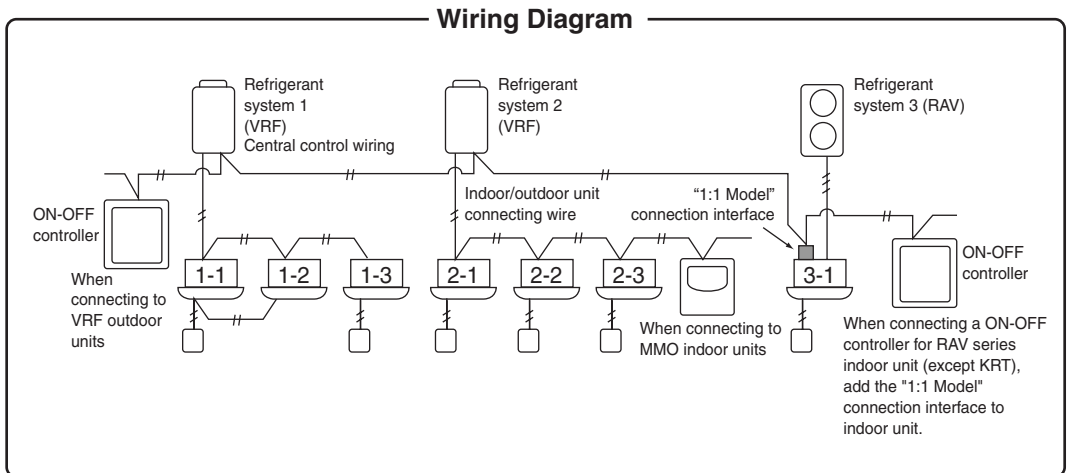 Wiring Diagram
Refrigerant
system 1
(VRF)
Central control wiring
Refrigerant
system 2
(VRF)
Refrigerant
system 3 (RAV)
ON-OFF
controller
When
connecting to
VRF outdoor
units
Indoor/outdoor unit
connecting wire
"1:1 Model"
connection interface
1-1
1-2
1-3
2-1
2-2
2-3
3-1
When connecting to
MMO indoor units
ON-OFF
controller
When connecting a ON-OFF
controller for RAV series
indoor unit (except KRT),
add the "1:1 Model"
connection interface to
indoor unit.